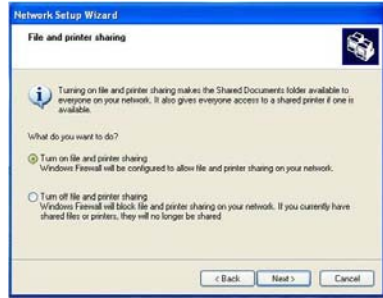 Network Setup Wizard
File and printer sharing
Turning on file and printer sharing makes the Shared Documents folder available to
everyone on your network. It also gives everyone access to a shared printer if one is
available.
What do you want to do?
Turn on file and printer sharing
Windows Firewall will be configured to allow file and printer sharing on your network.
Turn off file and printer sharing
Windows Firewall will block file and printer sharing on your network. If you currently have
shared files or printers, they will no longer be shared
< Back Next > Cancel